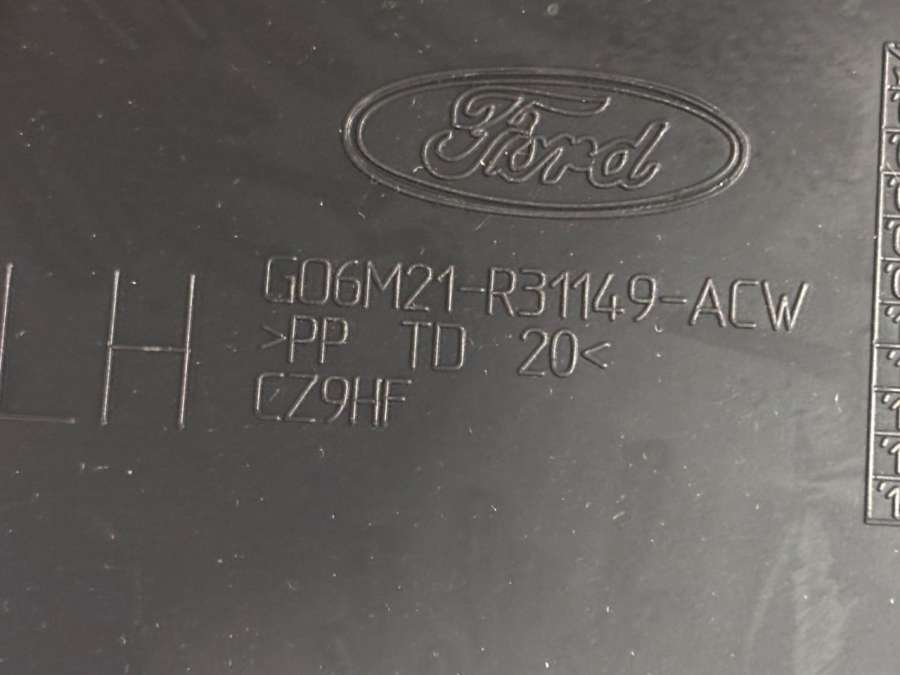 Ford
LH
G06M21-R31149-ACW
>PP TD 20<
CZ9HF